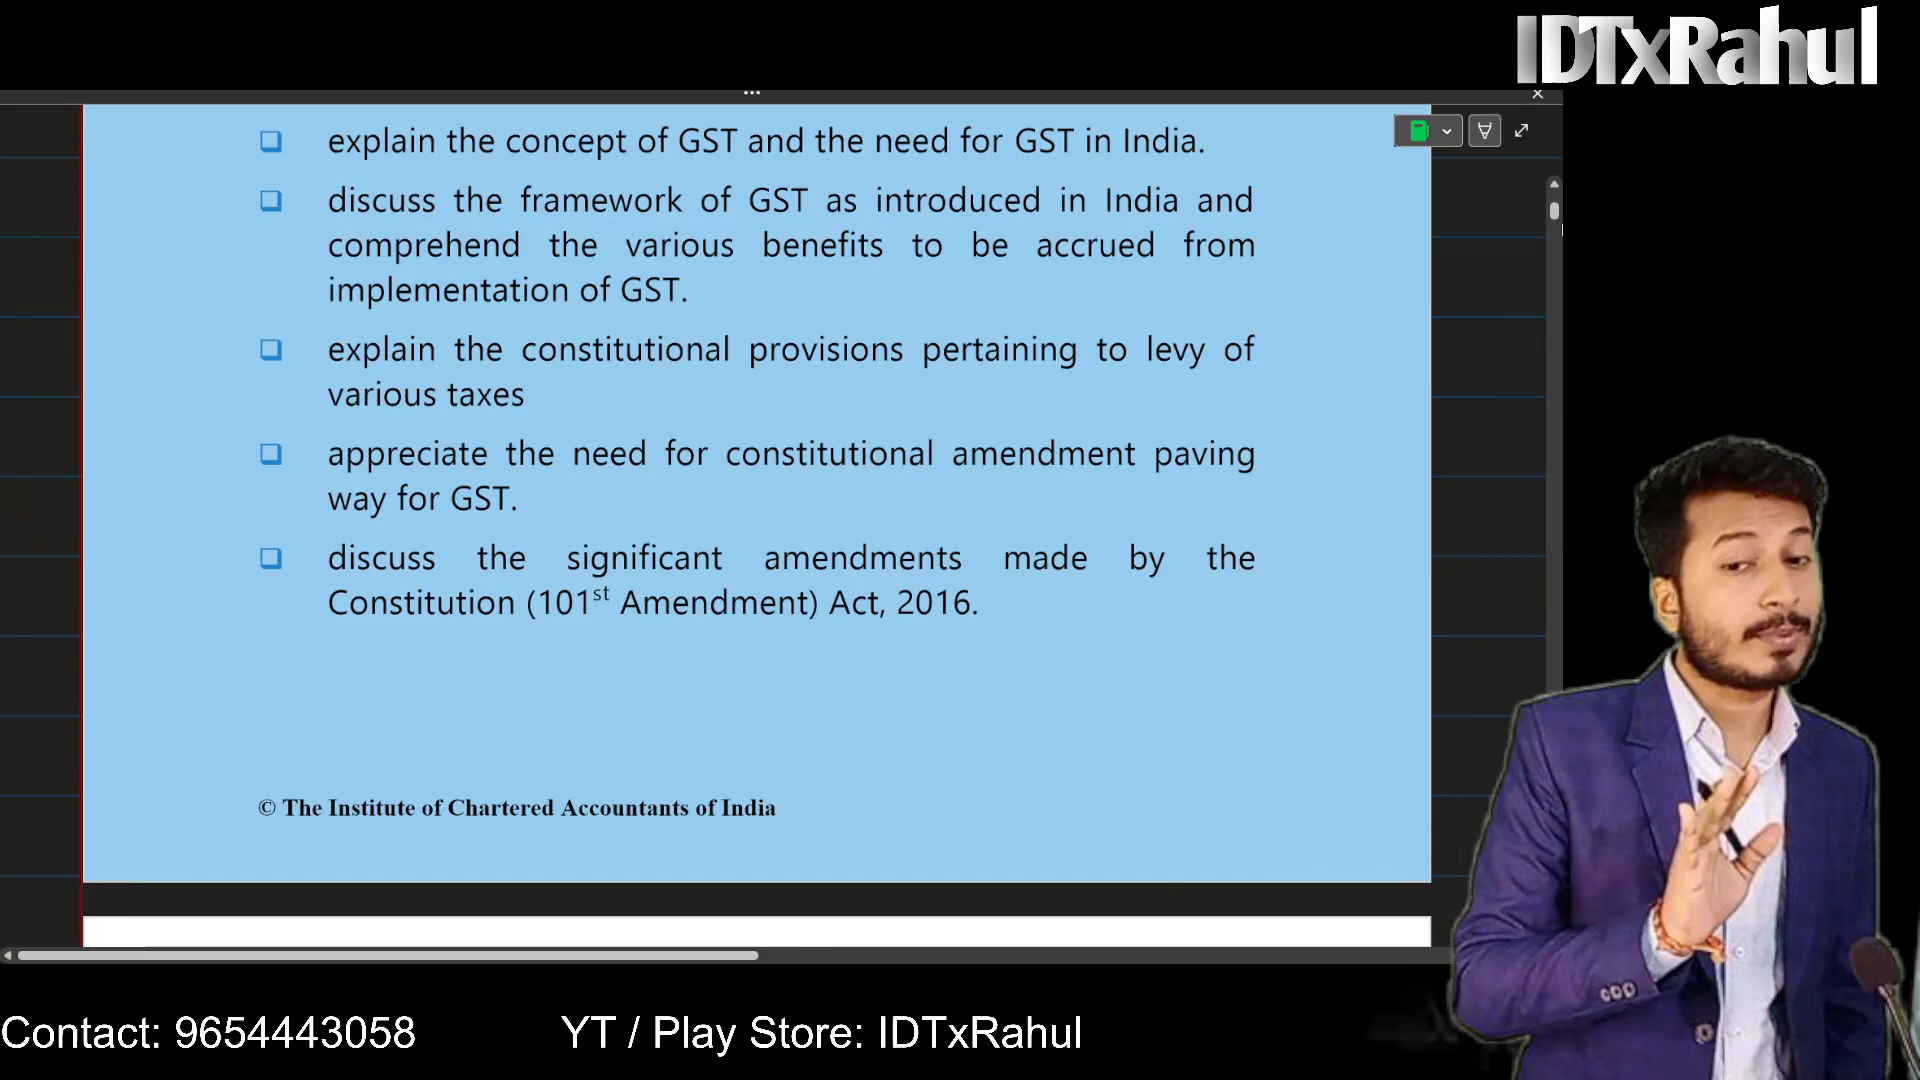 IDTxRahul
explain the concept of GST and the need for GST in India.
discuss the framework of GST as introduced in India and
comprehend the various benefits to be accrued from
implementation of GST.
explain the constitutional provisions pertaining to levy of
various taxes
appreciate the need for constitutional amendment paving
way for GST.
discuss the significant amendments made by the
Constitution (101st Amendment) Act, 2016.
© The Institute of Chartered Accountants of India
Contact: 9654443058 YT / Play Store: IDTxRahul